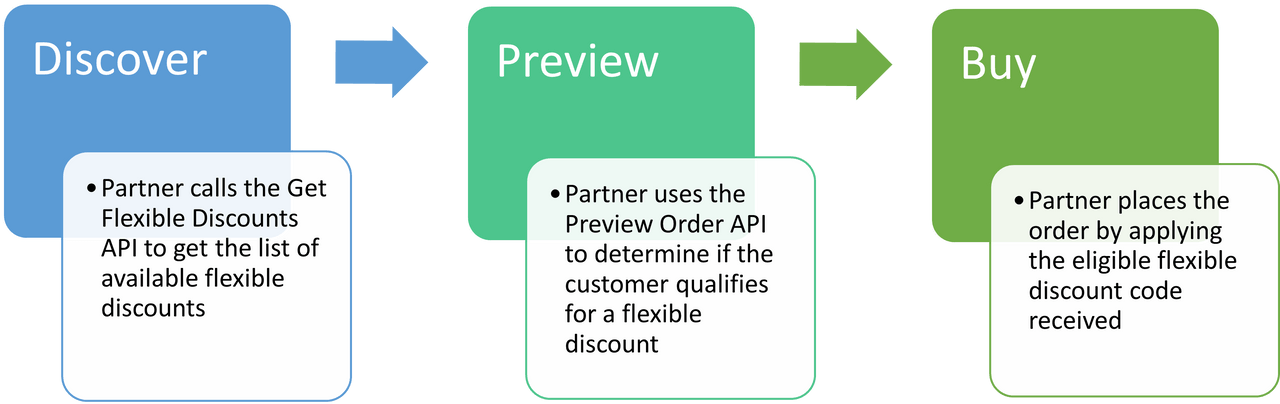 Discover
• Partner calls the Get
Flexible Discounts
API to get the list of
available flexible
discounts
Preview
• Partner uses the
Preview Order API
to determine if the
customer qualifies
for a flexible
discount
Buy
• Partner places the
order by applying
the eligible flexible
discount code
received